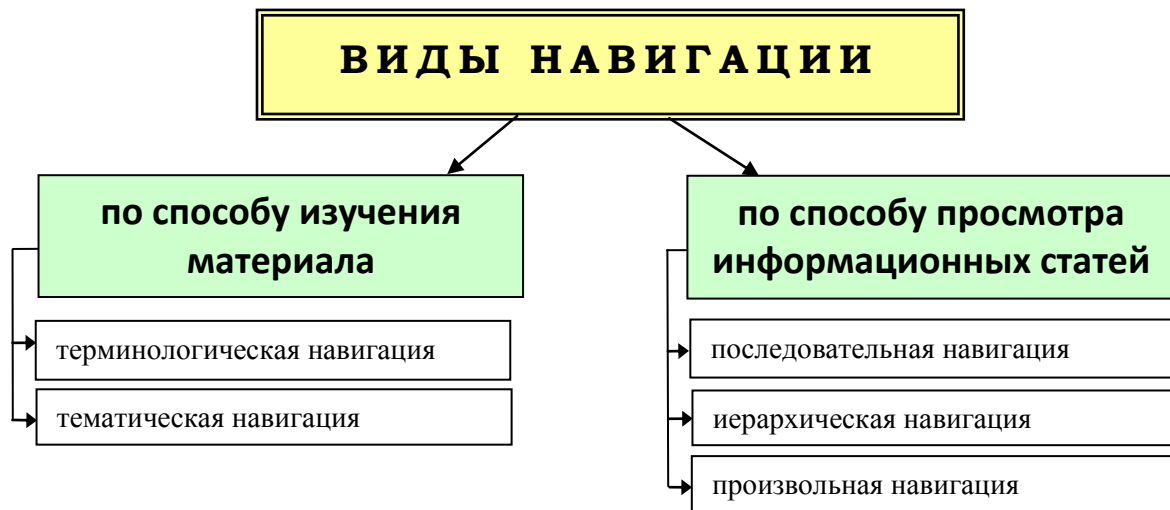 ВИДЫ НАВИГАЦИИ
по способу изучения
материала
терминологическая навигация
тематическая навигация
по способу просмотра
информационных статей
последовательная навигация
иерархическая навигация
произвольная навигация